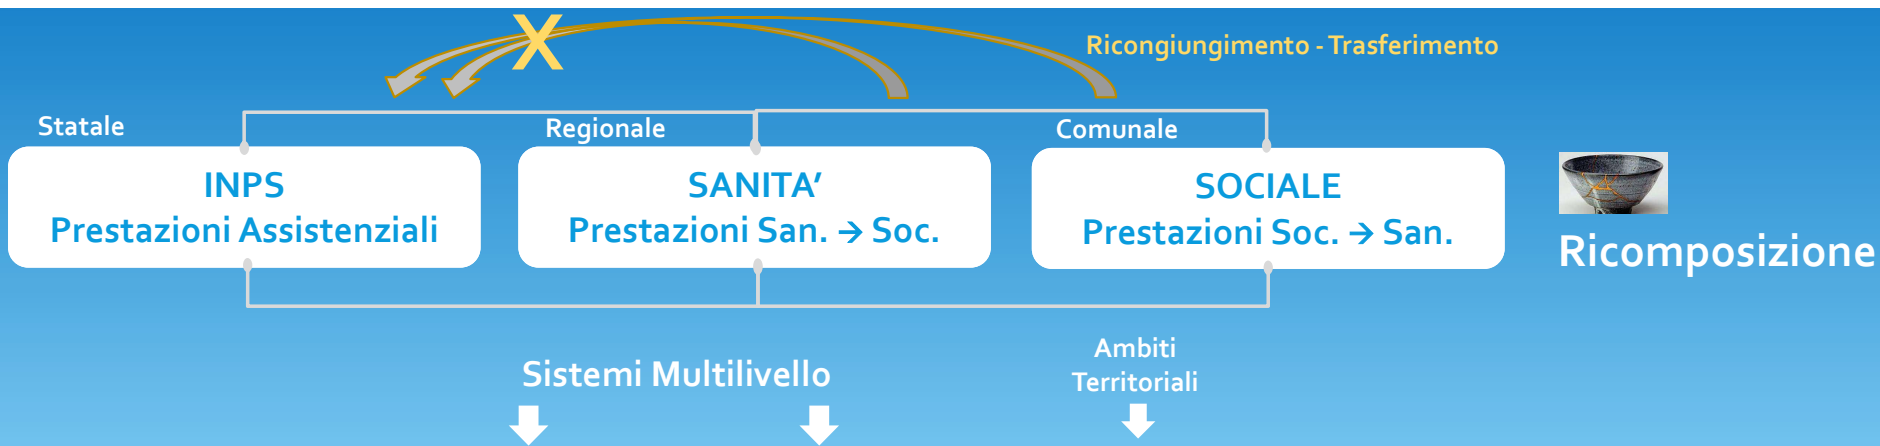 X
Ricongiungimento - Trasferimento
Statale
Regionale
Comunale
INPS
Prestazioni Assistenziali
SANITA’
Prestazioni San. → Soc.
SOCIALE
Prestazioni Soc. → San.
Ricomposizione
Sistemi Multilivello
Ambiti
Territoriali